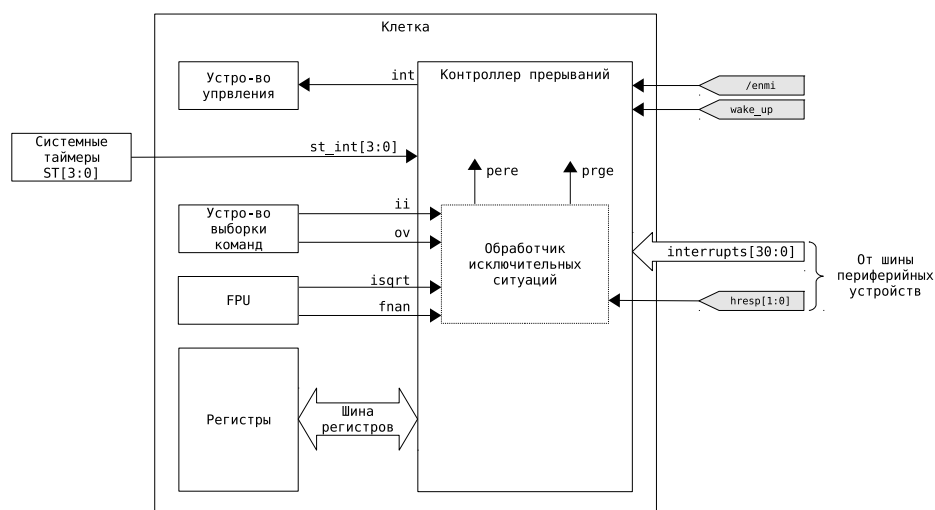 Клетка
Устро-во
упрвления
int
Контроллер прерываний
/enmi
wake_up
Системные
таймеры
ST[3:0]
st_int[3:0]
pere
prge
Устро-во
выборки
команд
ii
ov
Обработчик
исключительных
ситуаций
interrupts[30:0]
От шины
периферийных
устройств
FPU
isqrt
fnan
hresp[1:0]
Регистры
Шина
регистров